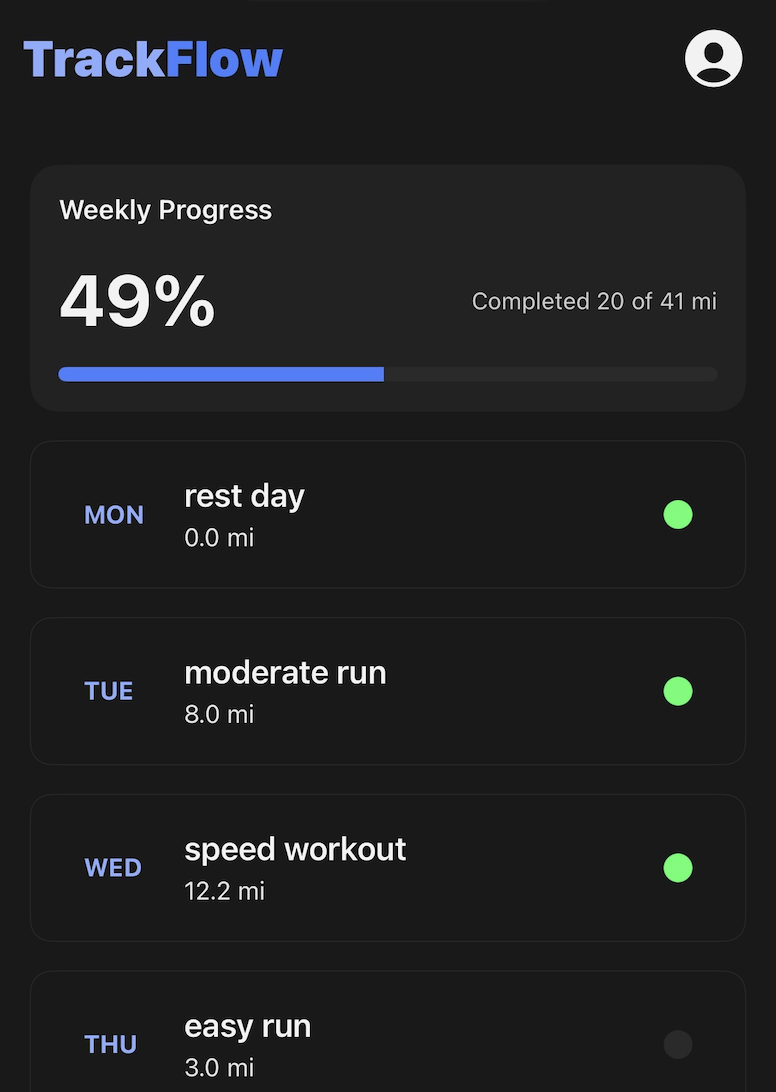 TrackFlow
Weekly Progress
49%
Completed 20 of 41 mi
MON
rest day
0.0 mi
TUE
moderate run
8.0 mi
WED
speed workout
12.2 mi
THU
easy run
3.0 mi